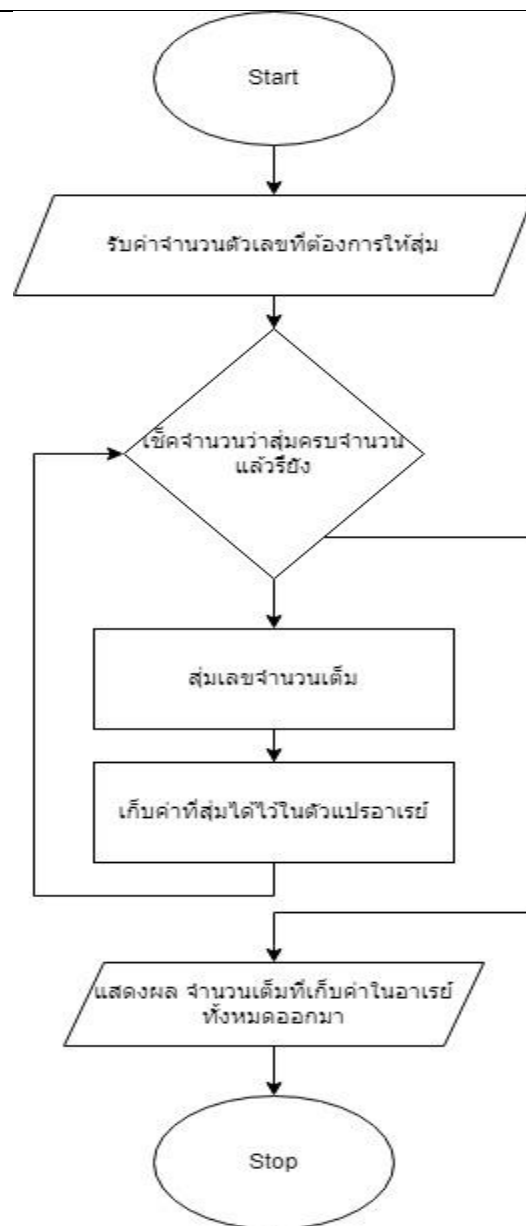 Start
รับค่าจำนวนตัวเลขที่ต้องการให้สุ่ม
เช็คจำนวนว่าสุ่มครบจำนวน
แล้วรึยัง
สุ่มเลขจำนวนเต็ม
เก็บค่าที่สุ่มได้ไว้ในตัวแปรอาเรย์
แสดงผล จำนวนเต็มที่เก็บค่าในอาเรย์
ทั้งหมดออกมา
Stop